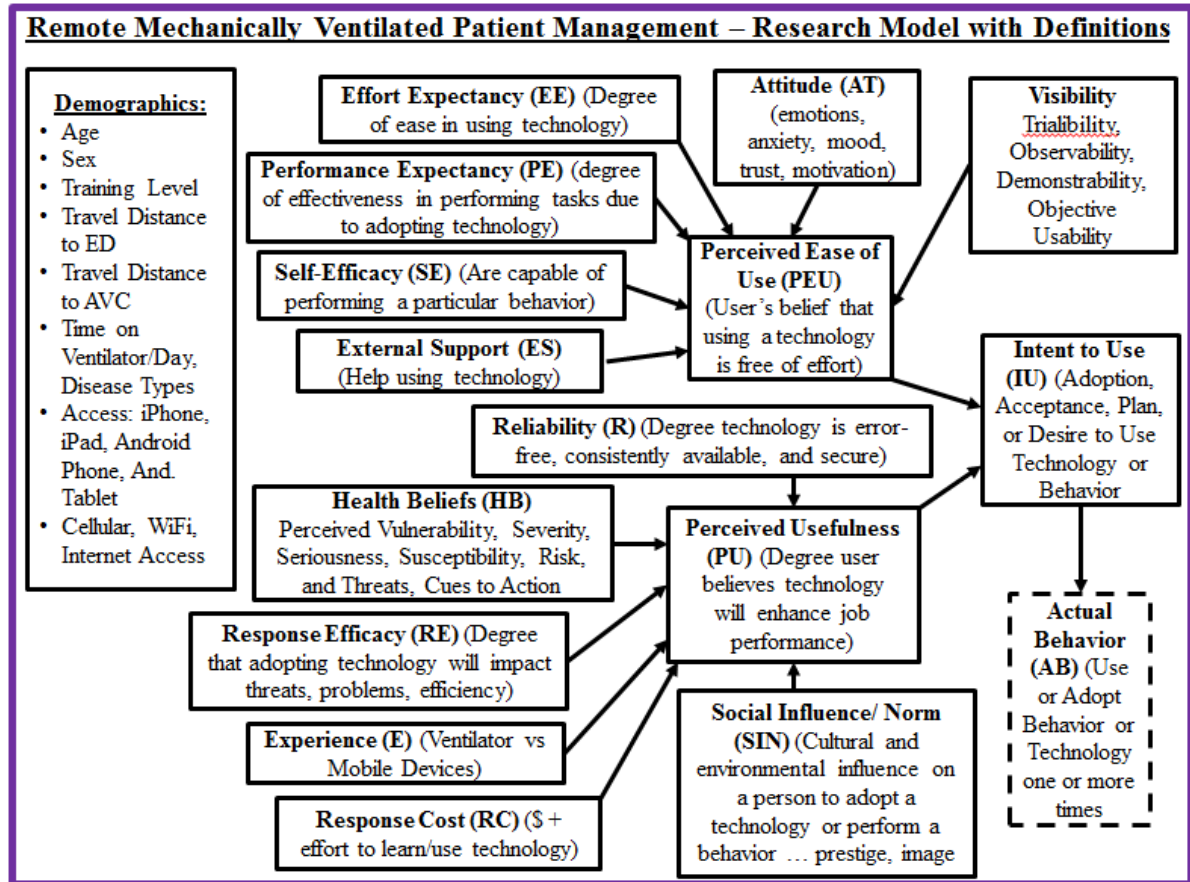 Remote Mechanically Ventilated Patient Management – Research Model with Definitions
Demographics:
• Age
• Sex
• Training Level
• Travel Distance
to ED
• Travel Distance
to AVC
• Time on
Ventilator/Day,
Disease Types
• Access: iPhone,
iPad, Android
Phone, And.
Tablet
• Cellular, WiFi,
Internet Access
Effort Expectancy (EE) (Degree
of ease in using technology)
Performance Expectancy (PE) (degree
of effectiveness in performing tasks due
to adopting technology)
Self-Efficacy (SE) (Are capable of
performing a particular behavior)
External Support (ES)
(Help using technology)
Attitude (AT)
(emotions,
anxiety, mood,
trust, motivation)
Visibility
Trialibility,
Observability,
Demonstrability,
Objective
Usability
Perceived Ease of
Use (PEU)
(User's belief that
using a technology
is free of effort)
Intent to Use
(IU) (Adoption,
Acceptance, Plan,
or Desire to Use
Technology or
Behavior
Reliability (R) (Degree technology is error-
free, consistently available, and secure)
Health Beliefs (HB)
Perceived Vulnerability, Severity,
Seriousness, Susceptibility, Risk,
and Threats, Cues to Action
Perceived Usefulness
(PU) (Degree user
believes technology
will enhance job
performance)
Response Efficacy (RE) (Degree
that adopting technology will impact
threats, problems, efficiency)
Experience (E) (Ventilator vs
Mobile Devices)
Response Cost (RC) ($ +
effort to learn/use technology)
Social Influence/ Norm
(SIN) (Cultural and
environmental influence on
a person to adopt a
technology or perform a
behavior … prestige, image
Actual
Behavior
(AB) (Use
or Adopt
Behavior or
Technology
one or more
times